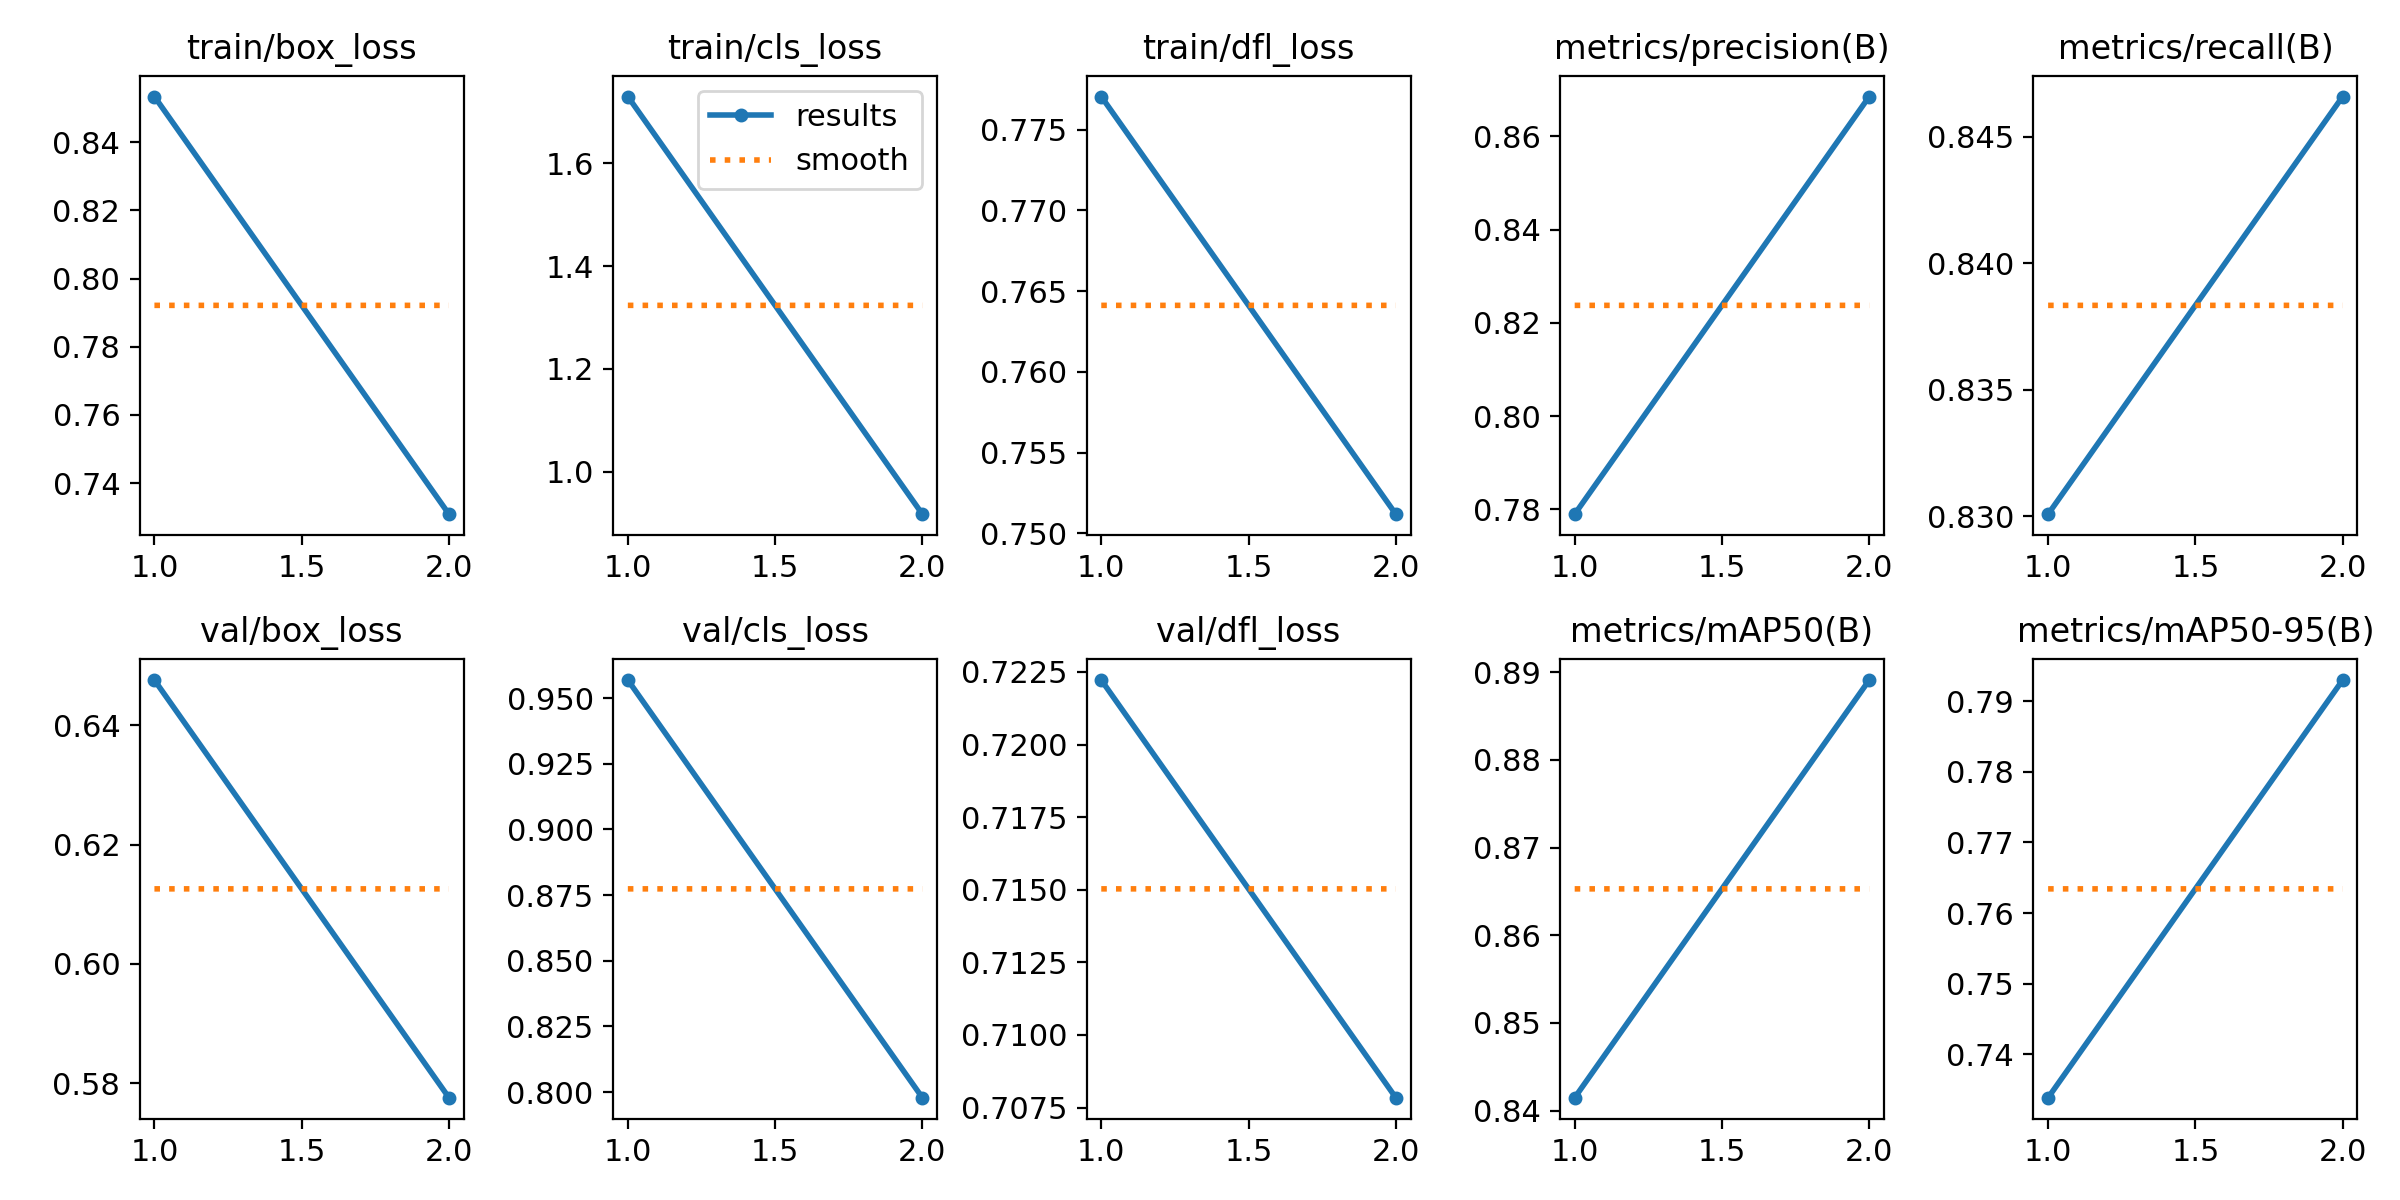 train/box_loss
0.84
0.82
0.80
0.78
0.76
0.74
1.0 1.5 2.0
train/cls_loss
results
smooth
1.6
1.4
1.2
1.0
1.0 1.5 2.0
train/dfl_loss
0.775
0.770
0.765
0.760
0.755
0.750
1.0 1.5 2.0
metrics/precision(B)
0.86
0.84
0.82
0.80
0.78
1.0 1.5 2.0
metrics/recall(B)
0.845
0.840
0.835
0.830
1.0 1.5 2.0
val/box_loss
0.64
0.62
0.60
0.58
1.0 1.5 2.0
val/cls_loss
0.950
0.925
0.900
0.875
0.850
0.825
0.800
1.0 1.5 2.0
val/dfl_loss
0.7225
0.7200
0.7175
0.7150
0.7125
0.7100
0.7075
1.0 1.5 2.0
metrics/mAP50(B)
0.89
0.88
0.87
0.86
0.85
0.84
1.0 1.5 2.0
metrics/mAP50-95(B)
0.79
0.78
0.77
0.76
0.75
0.74
1.0 1.5 2.0